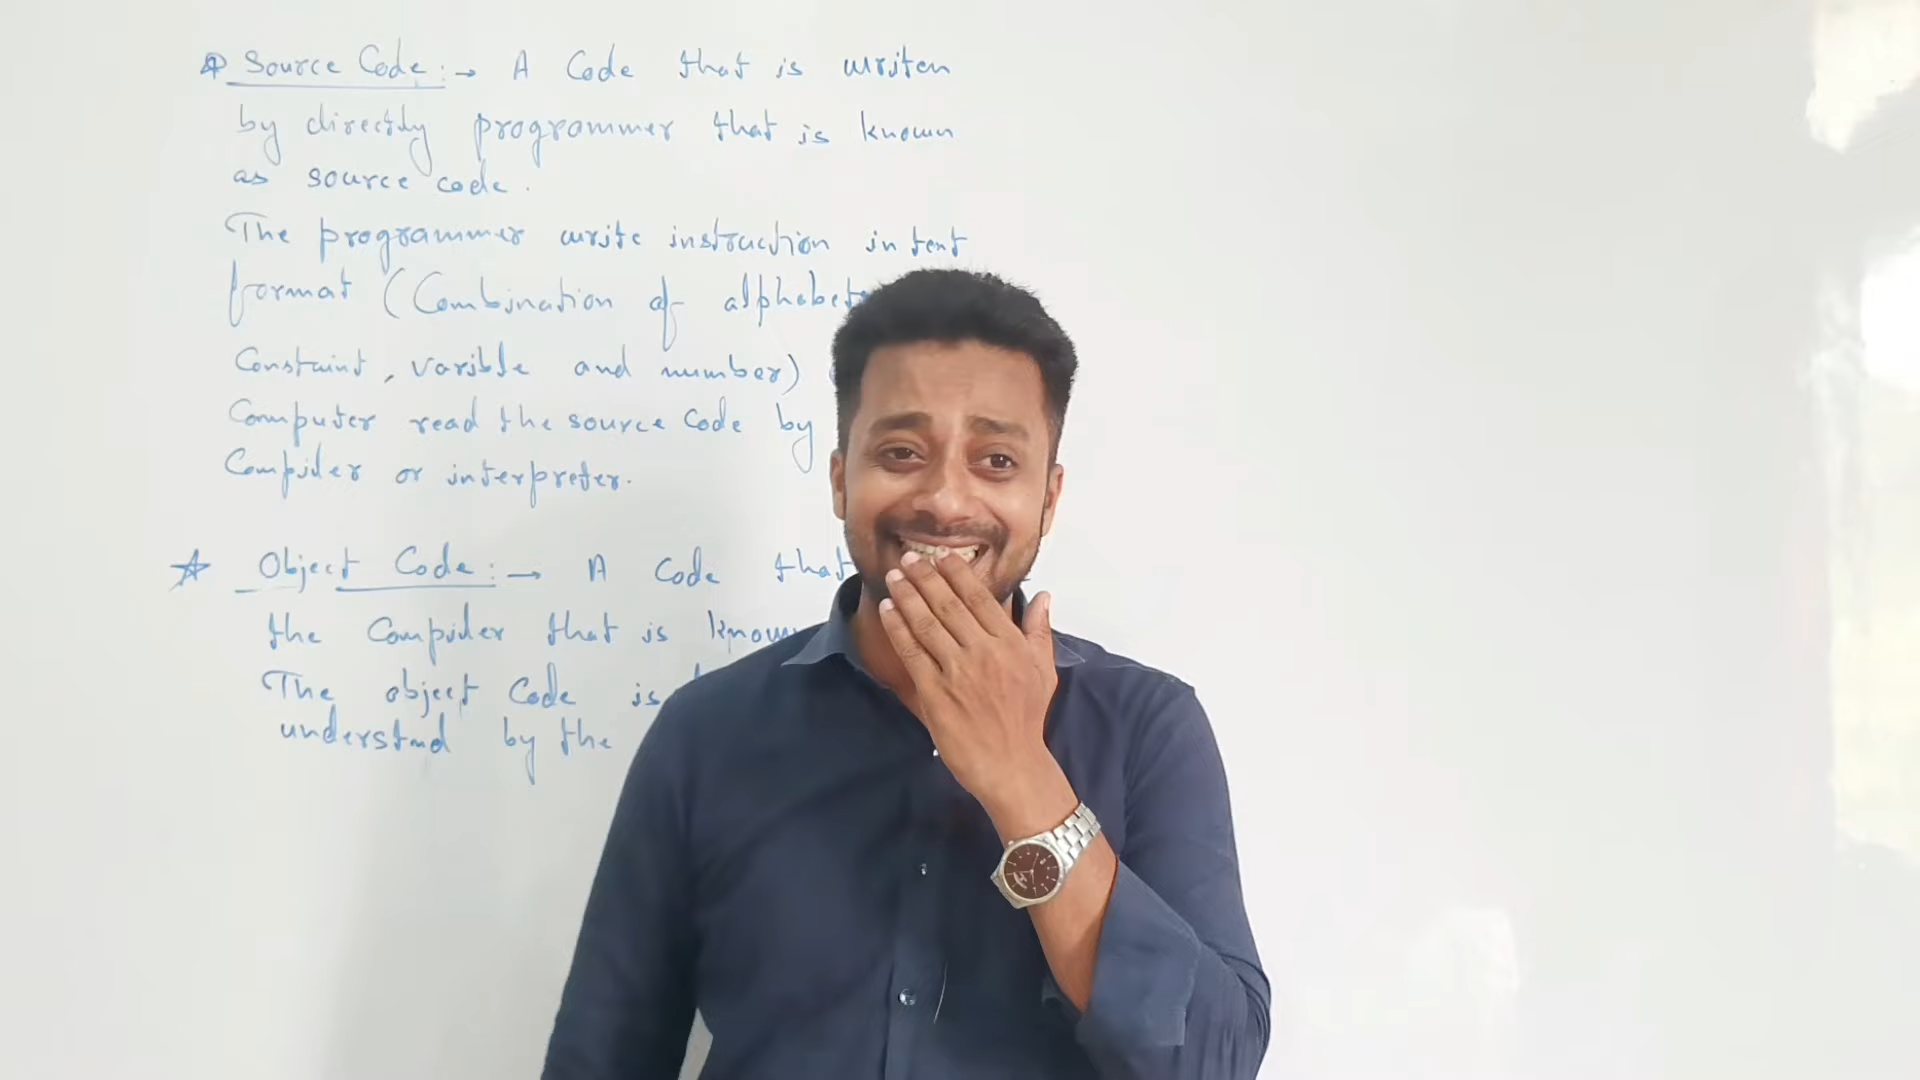 Source Code :→ A Code that is writen
by directly programmer that is known
as source code.
The programmer write instruction in text
format (Combination of alphabets
Constaint, varible and number)
Computer read the source code by
Compiler or interpreter.
Object Code :→ A Code that
the Compiler that is known
The object Code is
understand by the